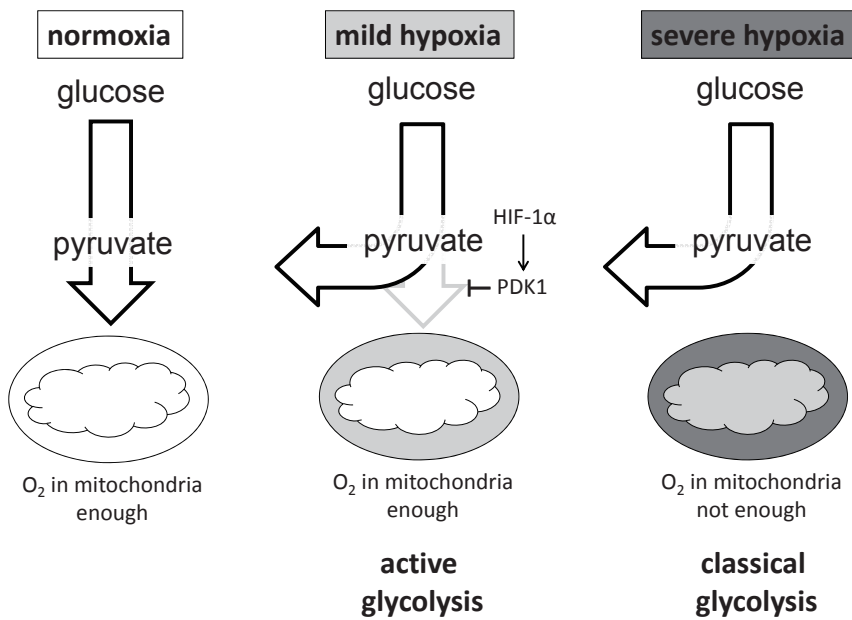 normoxia
glucose
pyruvate
O₂ in mitochondria
enough
mild hypoxia
glucose
pyruvate
HIF-1α
PDK1
O₂ in mitochondria
enough
active
glycolysis
severe hypoxia
glucose
pyruvate
O₂ in mitochondria
not enough
classical
glycolysis